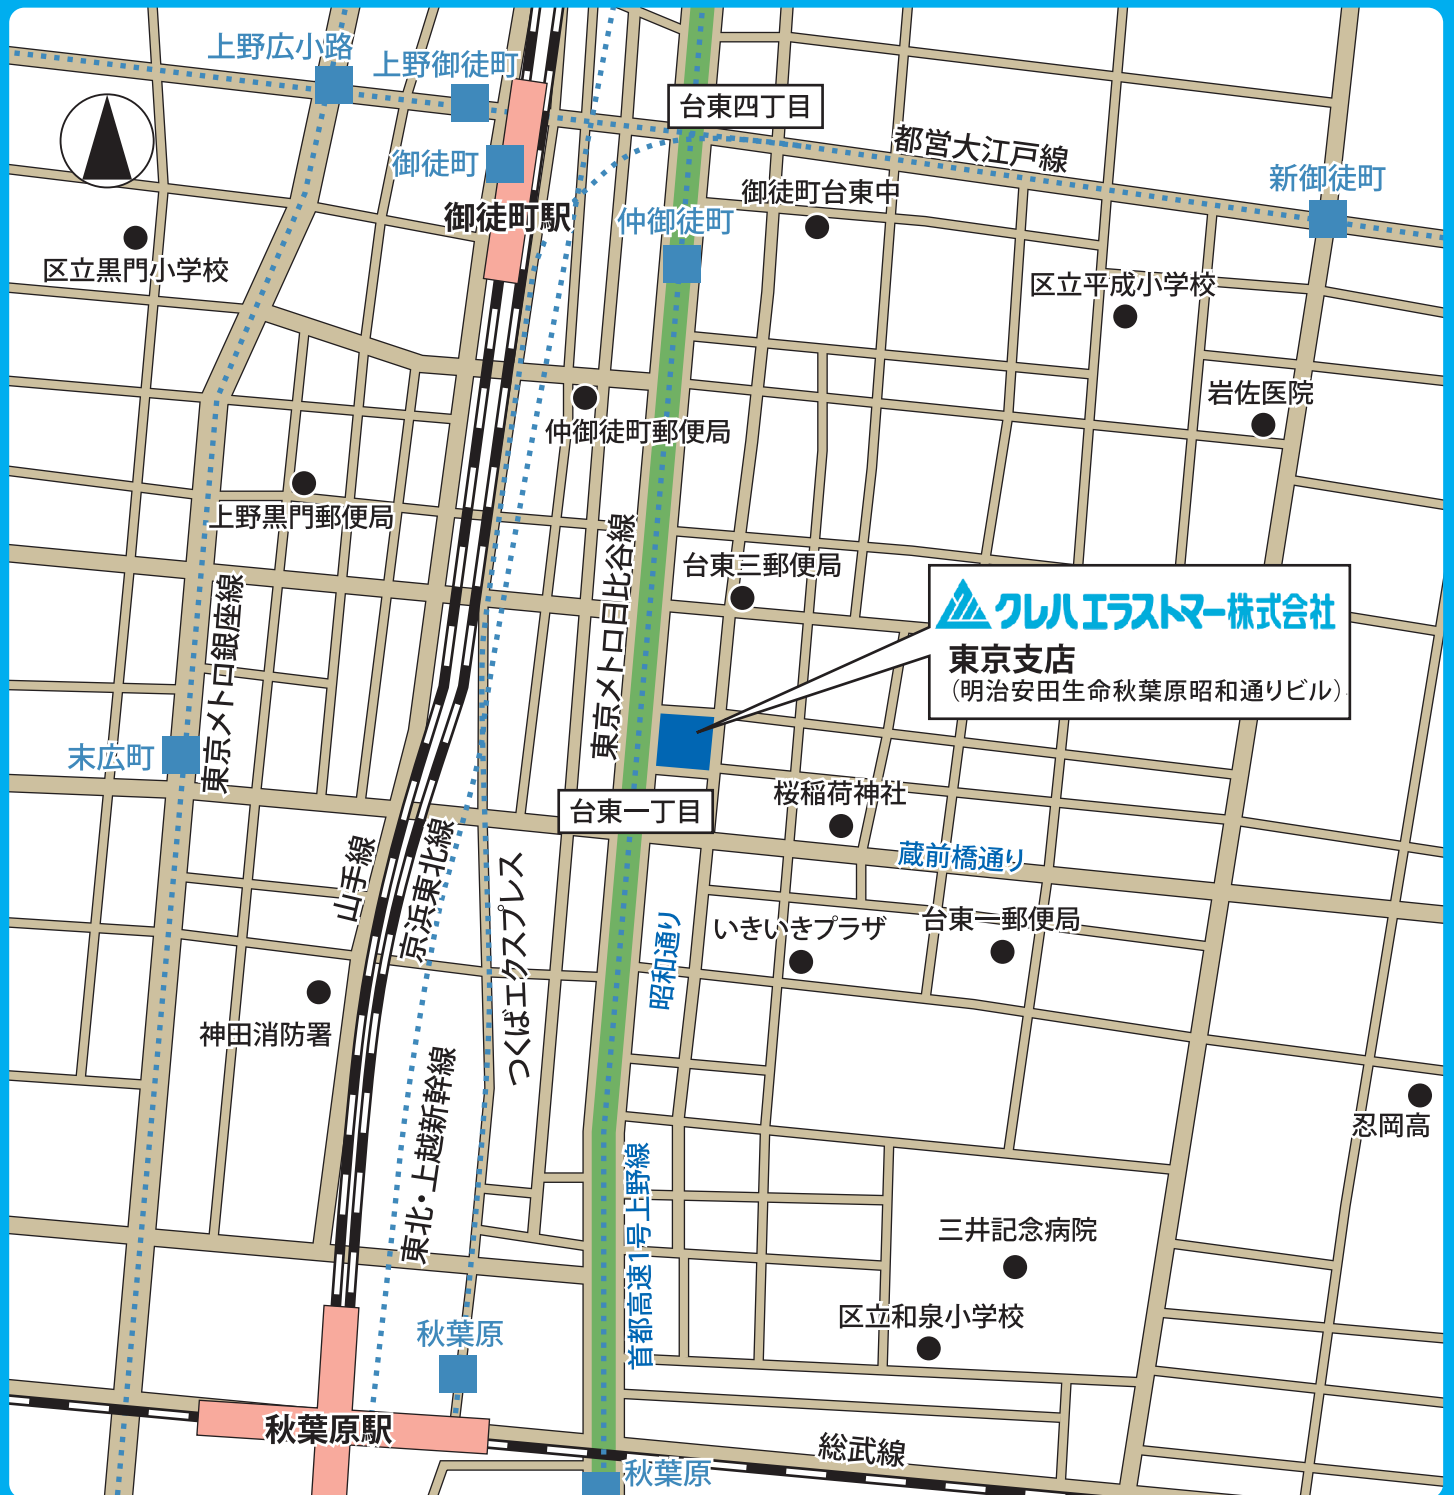 上野広小路
上野御徒町
台東四丁目
都営大江戸線
御徒町
新御徒町
御徒町台東中
御徒町駅
仲御徒町
区立黒門小学校
区立平成小学校
岩佐医院
仲御徒町郵便局
上野黒門郵便局
台東三郵便局
東京メトロ日比谷線
東京メトロ銀座線
クレハエラストマー株式会社
東京支店
(明治安田生命秋葉原昭和通りビル)
末広町
桜稲荷神社
台東一丁目
蔵前橋通り
山手線
京浜東北線
つくばエクスプレス
昭和通り
いきいきプラザ
台東一郵便局
神田消防署
東北・上越新幹線
忍岡高
首都高速1号上野線
三井記念病院
区立和泉小学校
秋葉原
秋葉原駅
総武線
秋葉原